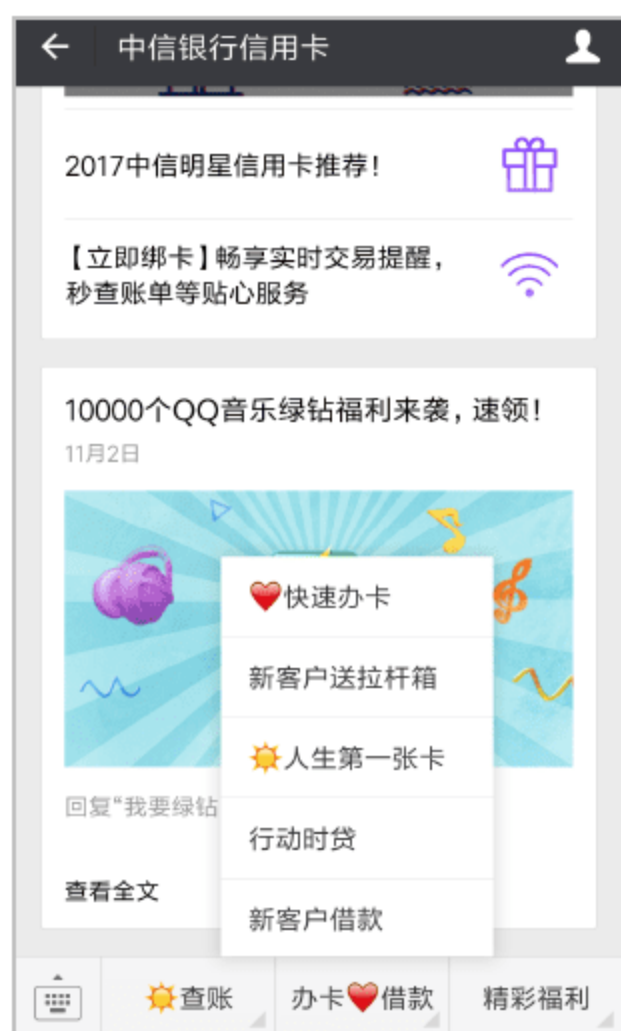 中信银行信用卡
2017中信明星信用卡推荐!
【立即绑卡】畅享实时交易提醒,
秒查账单等贴心服务
10000个QQ音乐绿钻福利来袭,速领!
11月2日
❤️快速办卡
新客户送拉杆箱
☀️人生第一张卡
回复“我要绿钻
行动时贷
查看全文
新客户借款
☀️查账
办卡❤️借款
精彩福利